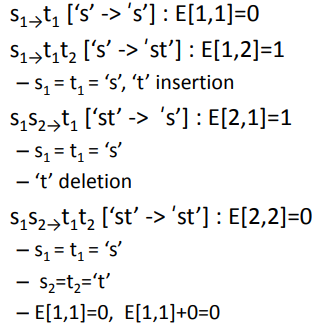 s₁→t₁ ['s' -> 's'] : E[1,1]=0
s₁→t₁t₂ ['s' -> 'st'] : E[1,2]=1
– s₁ = t₁ = 's', 't' insertion
s₁s₂→t₁ ['st' -> 's'] : E[2,1]=1
– s₁ = t₁ = 's'
– 't' deletion
s₁s₂→t₁t₂ ['st' -> 'st'] : E[2,2]=0
– s₁ = t₁ = 's'
– s₂=t₂='t'
– E[1,1]=0, E[1,1]+0=0